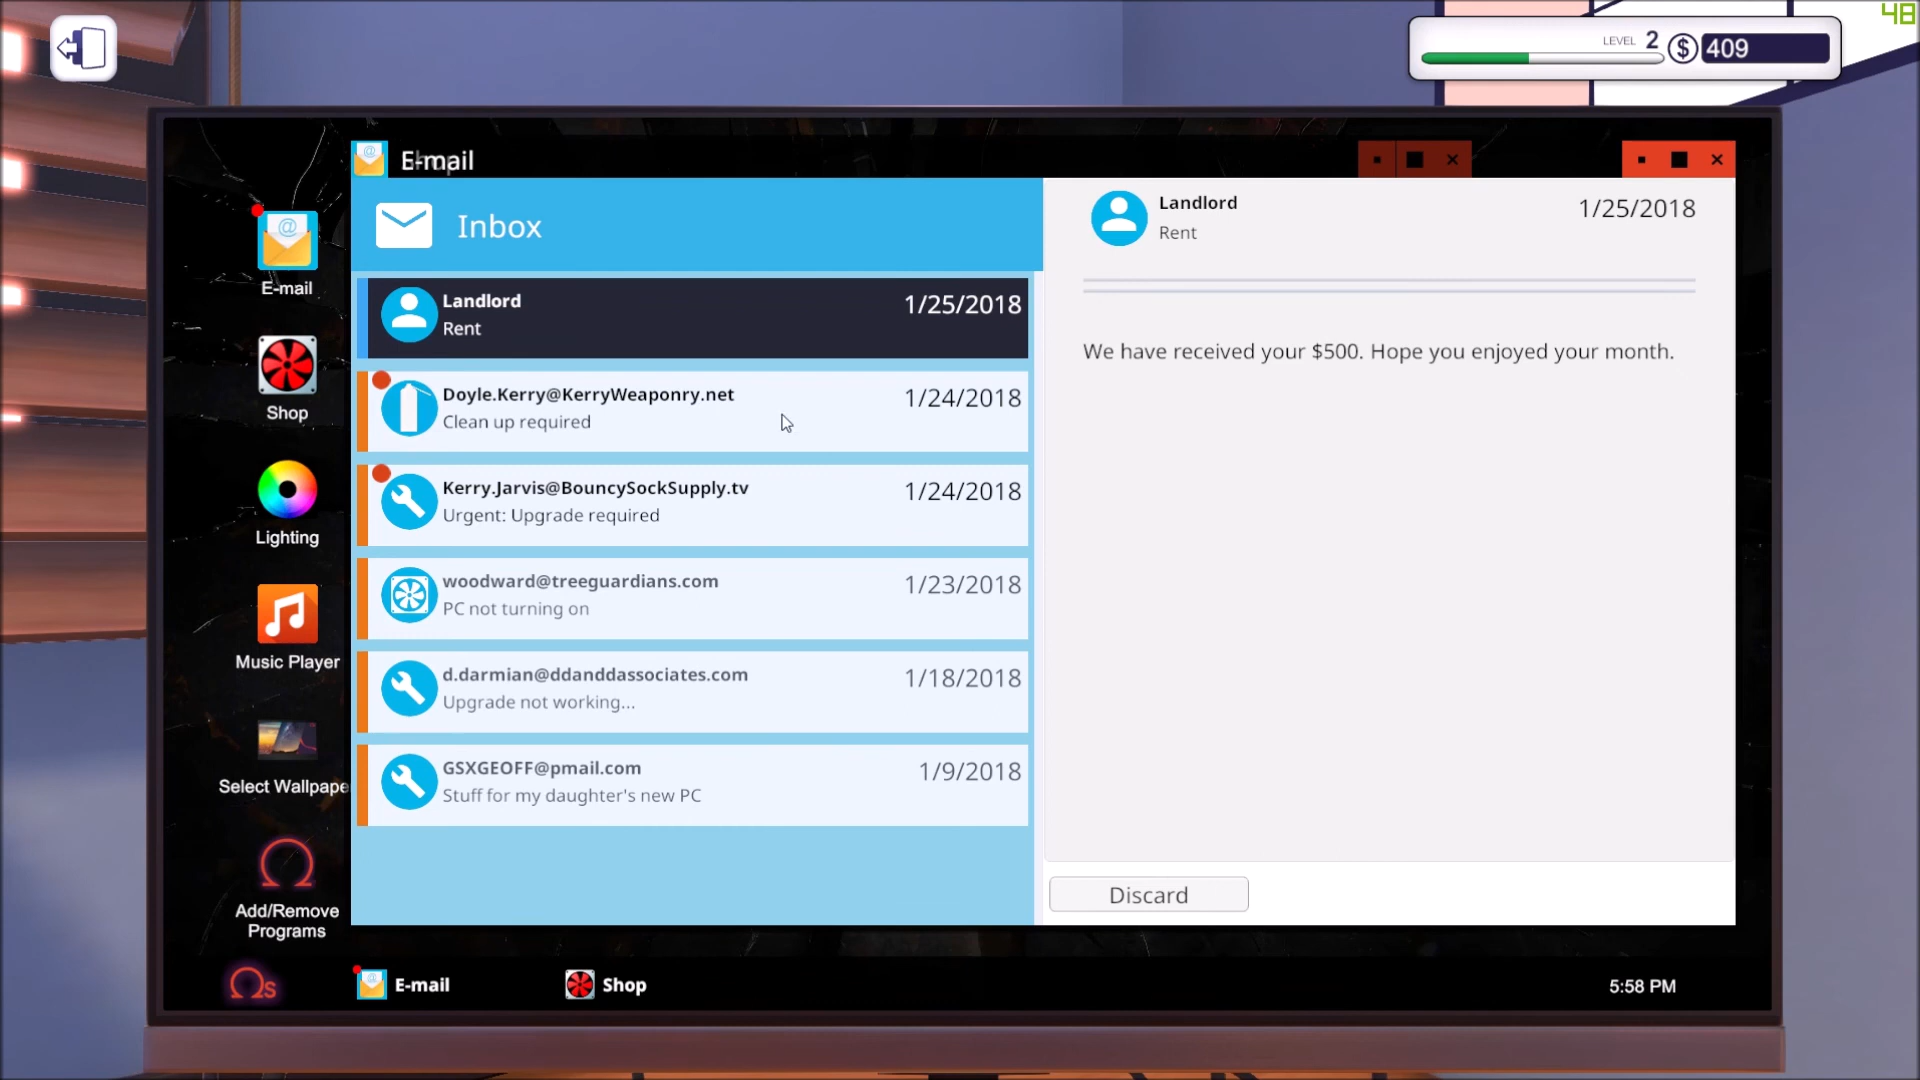 48
LEVEL 2
$ 409
E-mail
E-mail
Shop
Lighting
Music Player
Select Wallpape
Add/Remove
Programs
Inbox
Landlord
Rent
1/25/2018
Doyle.Kerry@KerryWeaponry.net
Clean up required
1/24/2018
Kerry.Jarvis@BouncySockSupply.tv
Urgent: Upgrade required
1/24/2018
woodward@treeguardians.com
PC not turning on
1/23/2018
d.darmian@ddanddassociates.com
Upgrade not working...
1/18/2018
GSXGEOFF@pmail.com
Stuff for my daughter's new PC
1/9/2018
Landlord
Rent
1/25/2018
We have received your $500. Hope you enjoyed your month.
Discard
Ωs
E-mail
Shop
5:58 PM